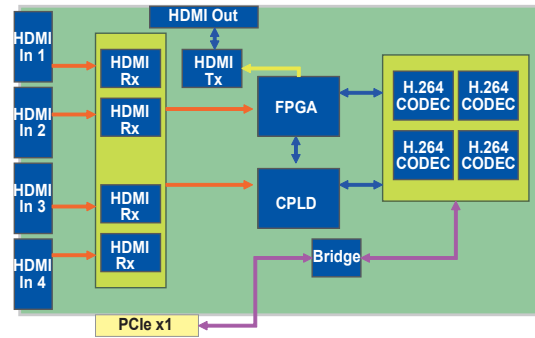 HDMI Out
HDMI
In 1
HDMI
Rx
HDMI
Tx
HDMI
In 2
HDMI
Rx
FPGA
H.264
CODEC
H.264
CODEC
H.264
CODEC
H.264
CODEC
HDMI
In 3
HDMI
Rx
CPLD
HDMI
In 4
HDMI
Rx
Bridge
PCIe x1